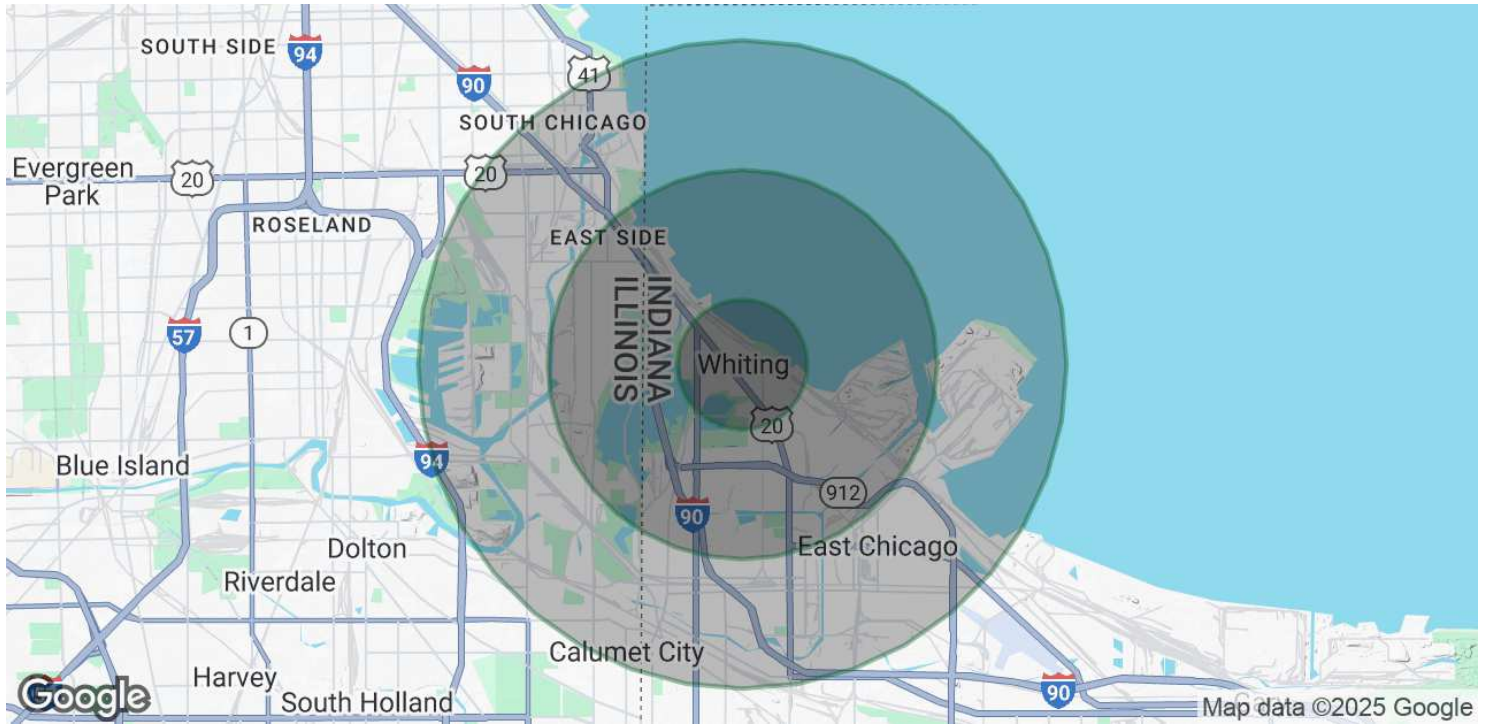 SOUTH SIDE
94
90
41
SOUTH CHICAGO
Evergreen
Park
20
20
ROSELAND
EAST SIDE
INDIANA
ILLINOIS
57
1
Whiting
20
Blue Island
94
912
90
Dolton
East Chicago
Riverdale
Calumet City
Harvey
90
South Holland
Google
Map data ©2025 Google